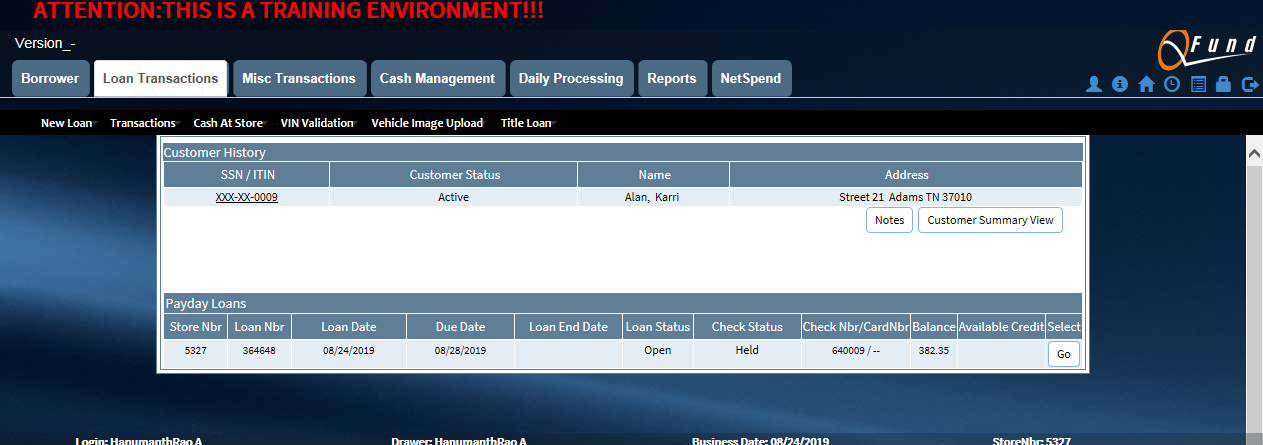 ATTENTION:THIS IS A TRAINING ENVIRONMENT!!!
Version_-
QFund
Borrower Loan Transactions Misc Transactions Cash Management Daily Processing Reports NetSpend
New Loan Transactions Cash At Store VIN Validation Vehicle Image Upload Title Loan
Customer History
SSN / ITIN Customer Status Name Address
XXX-XX-0009 Active Alan, Karri Street 21 Adams TN 37010
Notes Customer Summary View
Payday Loans
Store Nbr Loan Nbr Loan Date Due Date Loan End Date Loan Status Check Status Check Nbr/CardNbr Balance Available Credit Select
5327 364648 08/24/2019 08/28/2019 Open Held 640009 / -- 382.35 Go
Login: HanumanthRao A Drawer: HanumanthRao A Business Date: 08/24/2019 StoreNbr: 5327